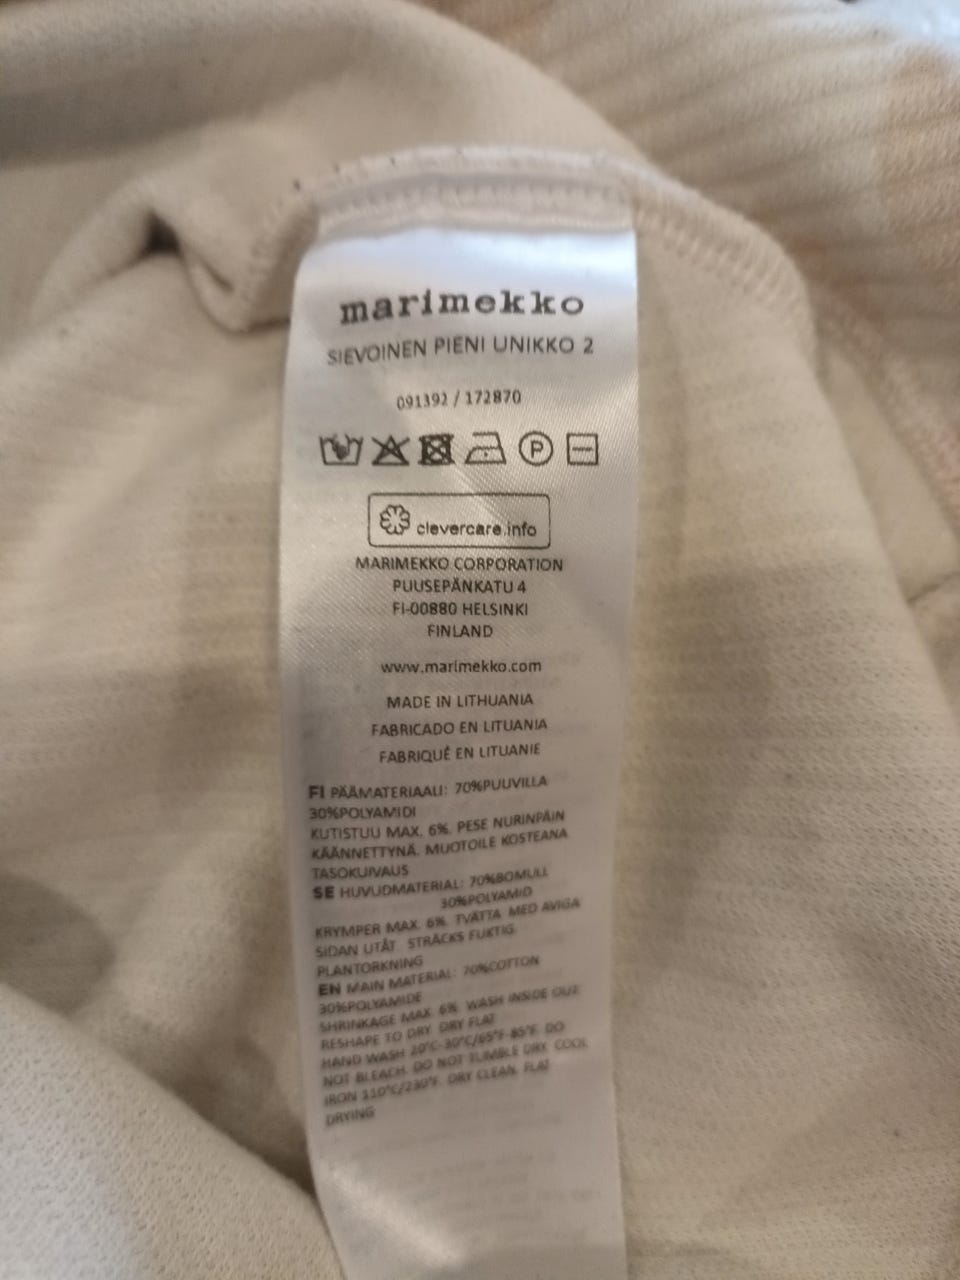 marimekko
SIEVOINEN PIENI UNIKKO 2
091392 / 172870
P
clevercare.info
MARIMEKKO CORPORATION
PUUSEPÄNKATU 4
FI-00880 HELSINKI
FINLAND
www.marimekko.com
MADE IN LITHUANIA
FABRICADO EN LITUANIA
FABRIQUÉ EN LITUANIE
FI PÄÄMATERIAALI: 70%PUUVILLA
30%POLYAMIDI
KUTISTUU MAX. 6%. PESE NURINPÄIN
KÄÄNNETTYNÄ. MUOTOILE KOSTEANA
TASOKUIVAUS
SE HUVUDMATERIAL: 70%BOMULL
30%POLYAMID
KRYMPER MAX. 6%. TVÄTTA MED AVIGA
SIDAN UTÅT. STRÄCKS FUKTIG.
PLANTORKNING
EN MAIN MATERIAL: 70%COTTON
30%POLYAMIDE
SHRINKAGE MAX. 6%. WASH INSIDE OUT
RESHAPE TO DRY. DRY FLAT
HAND WASH 20°C-30°C/65°F-85°F. DO
NOT BLEACH. DO NOT TUMBLE DRY. COOL
IRON 110°C/230°F. DRY CLEAN. FLAT
DRYING